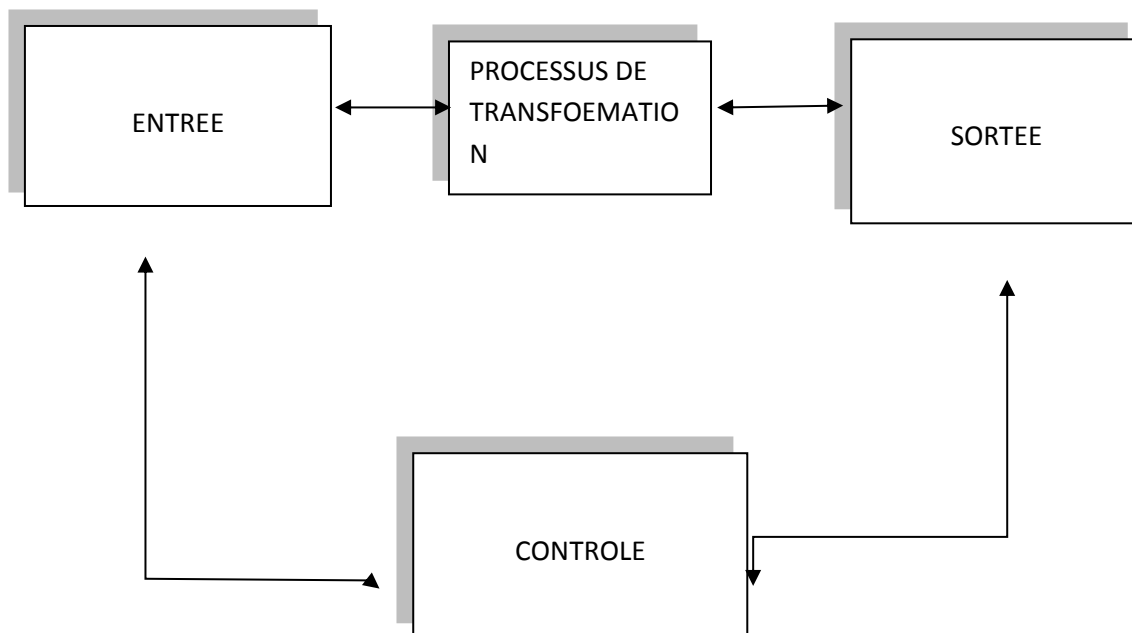 ENTREE
PROCESSUS DE
TRANSFOEMATIO
N
SORTEE
CONTROLE